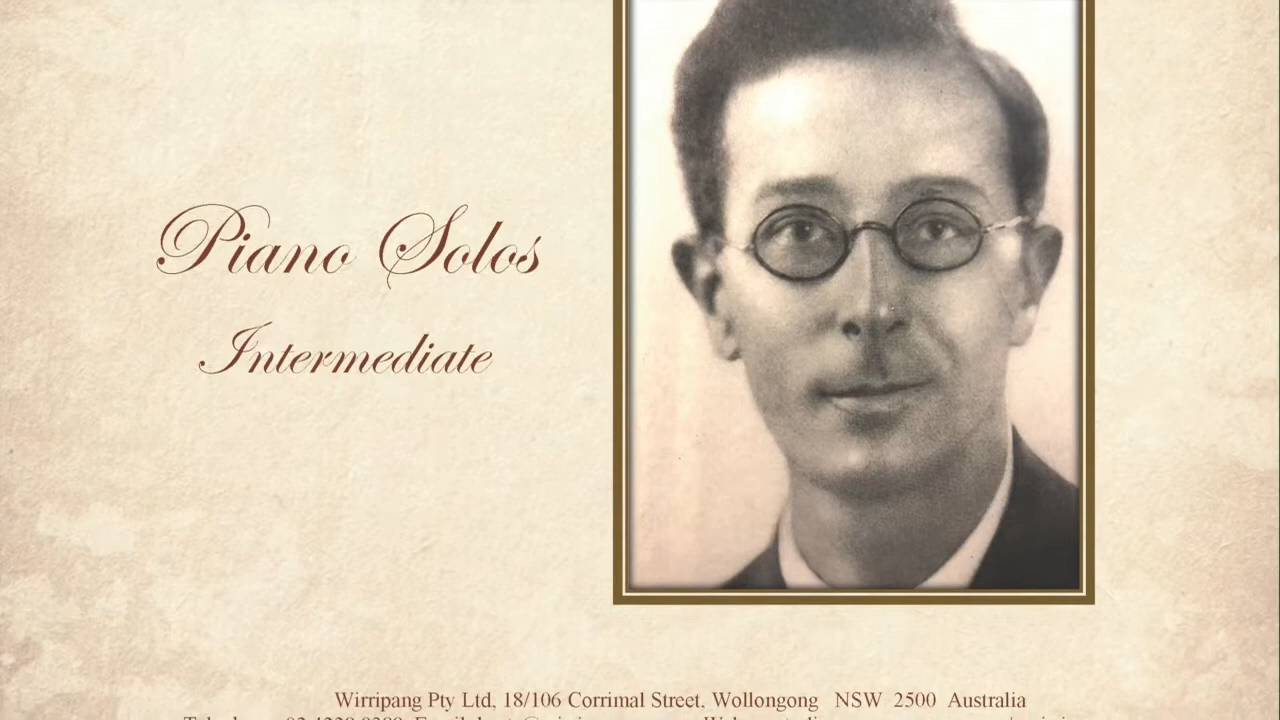 Piano Solos
Intermediate
Wirripang Pty Ltd, 18/106 Corrimal Street, Wollongong NSW 2500 Australia